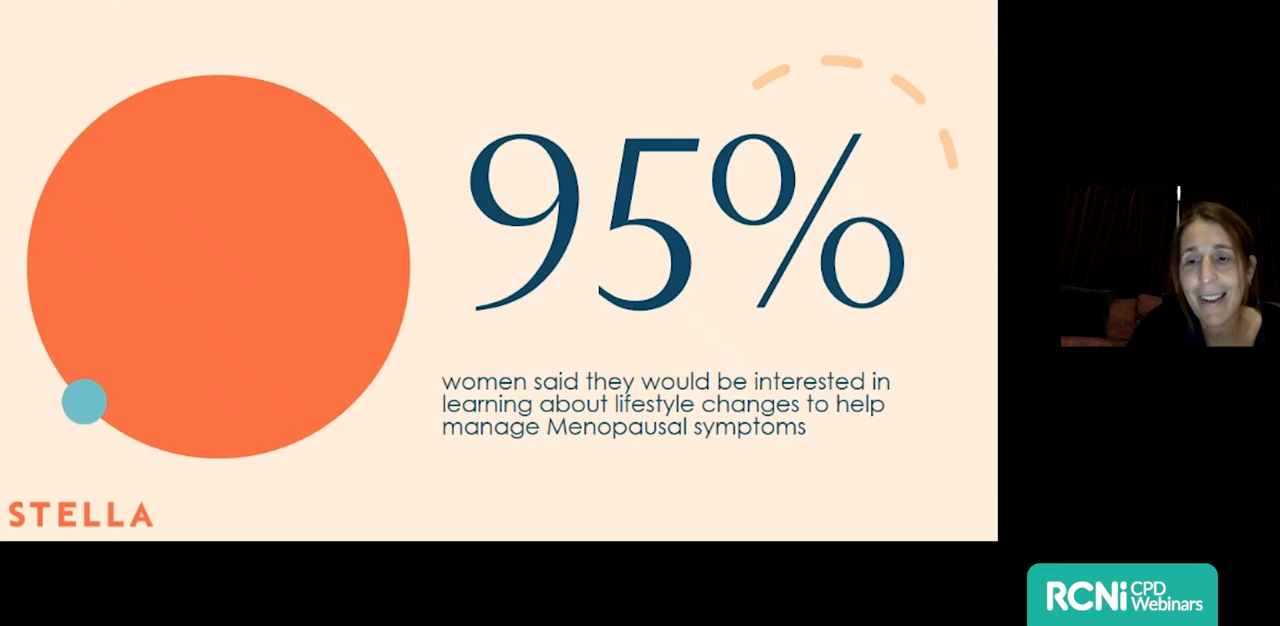 95%
women said they would be interested in
learning about lifestyle changes to help
manage Menopausal symptoms
STELLA
RCNi CPD
Webinars